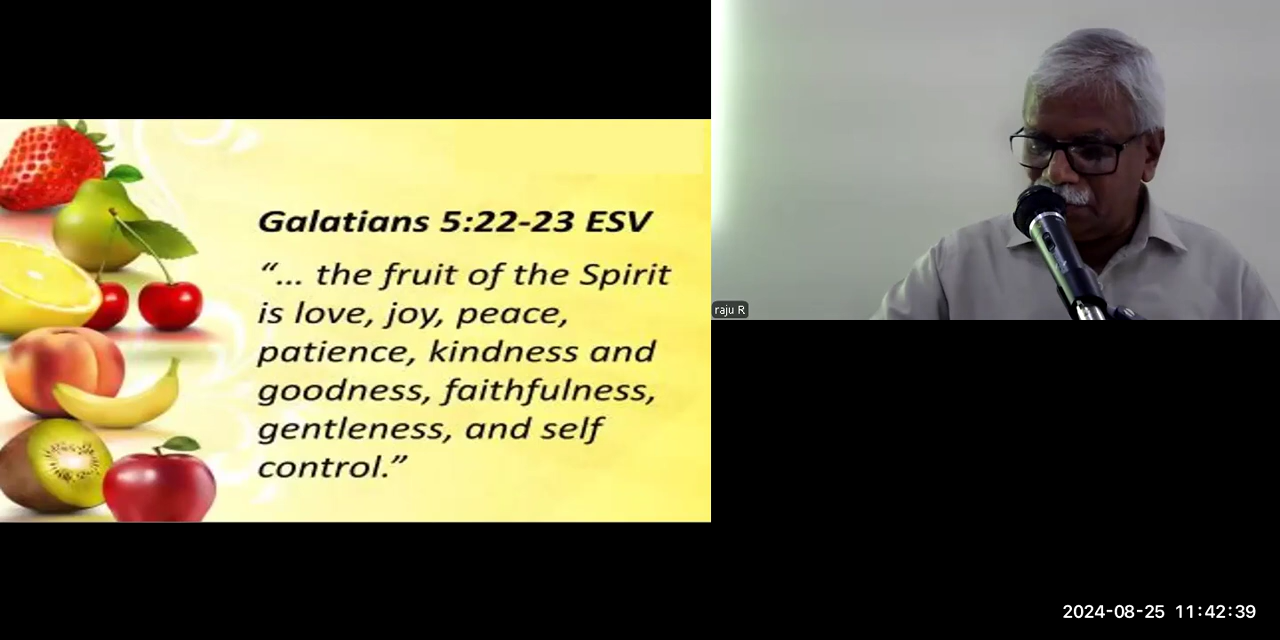 Galatians 5:22-23 ESV
“... the fruit of the Spirit
is love, joy, peace,
patience, kindness and
goodness, faithfulness,
gentleness, and self
control.”
raju R
2024-08-25 11:42:39